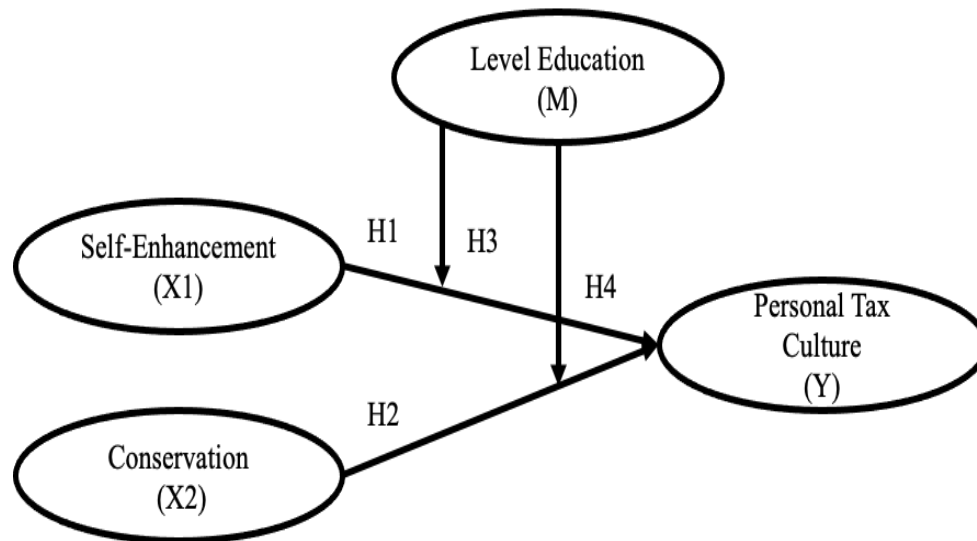 Level Education
(M)
H1
H3
Self-Enhancement
(X1)
H4
Personal Tax
Culture
(Y)
H2
Conservation
(X2)